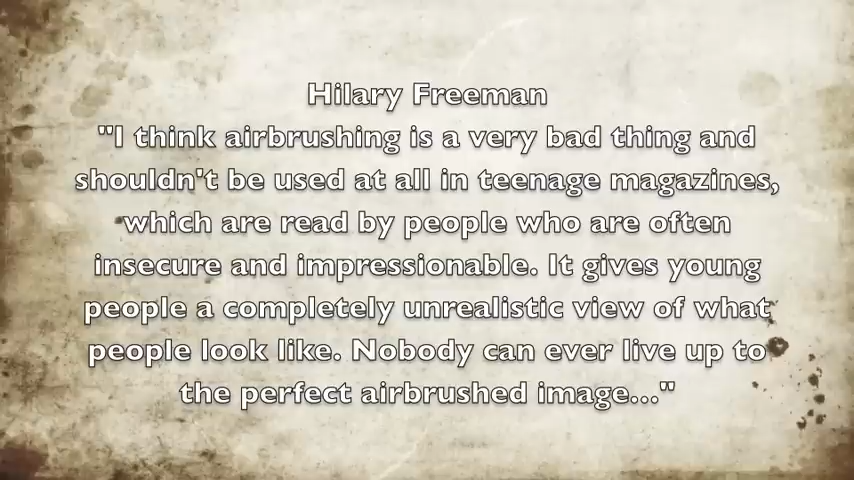 Hilary Freeman
"I think airbrushing is a very bad thing and
shouldn't be used at all in teenage magazines,
which are read by people who are often
insecure and impressionable. It gives young
people a completely unrealistic view of what
people look like. Nobody can ever live up to
the perfect airbrushed image..."